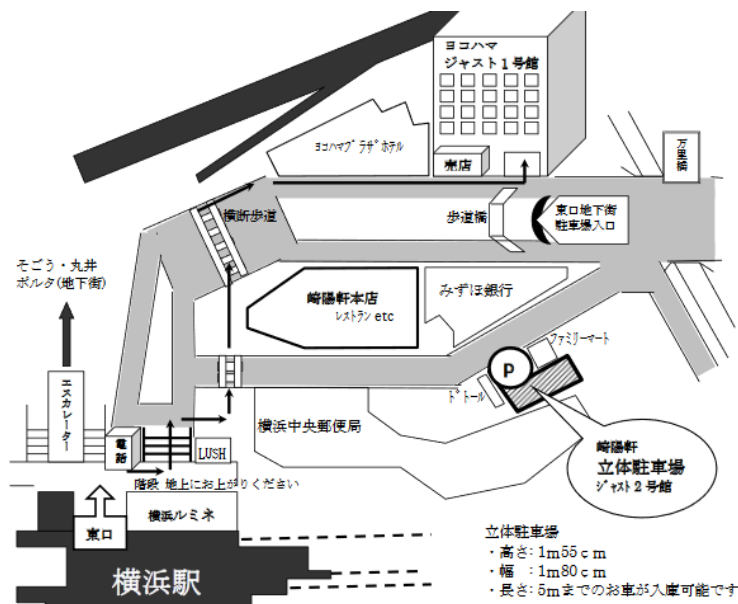 ヨコハマ
ジャスト1号館
ヨコハマプラザホテル
売店
万里橋
横断歩道
歩道橋
東口地下街
駐車場入口
そごう・丸井
ポルタ(地下街)
崎陽軒本店
レストラン etc
みずほ銀行
ファミリーマート
P
ドトール
エスカレーター
横浜中央郵便局
電話
LUSH
階段 地上にお上がりください
崎陽軒
立体駐車場
ジャスト2号館
横浜ルミネ
東口
横浜駅
立体駐車場
・高さ:1m55cm
・幅 :1m80cm
・長さ:5mまでのお車が入庫可能です